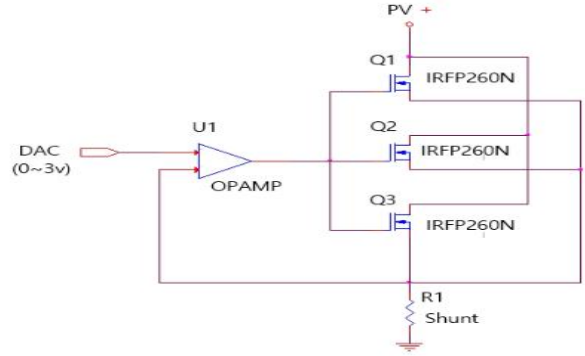 PV +
Q1
IRFP260N
U1
Q2
DAC
(0~3v)
IRFP260N
OPAMP
Q3
IRFP260N
R1
Shunt